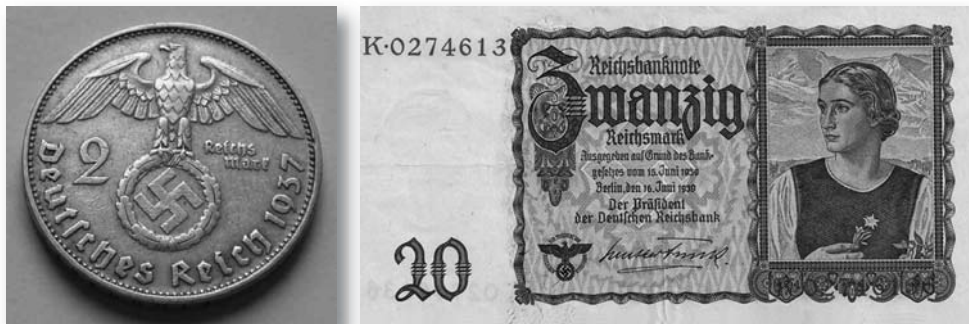 2
Reichs
mark
Deutsches Reich 1937
K·0274613
Reichsbanknote
Zwanzig
Reichsmark
Ausgegeben auf Grund des Bank-
gesetzes vom 15. Juni 1939
Berlin, den 16. Juni 1939
Der Präsident
der Deutschen Reichsbank
20